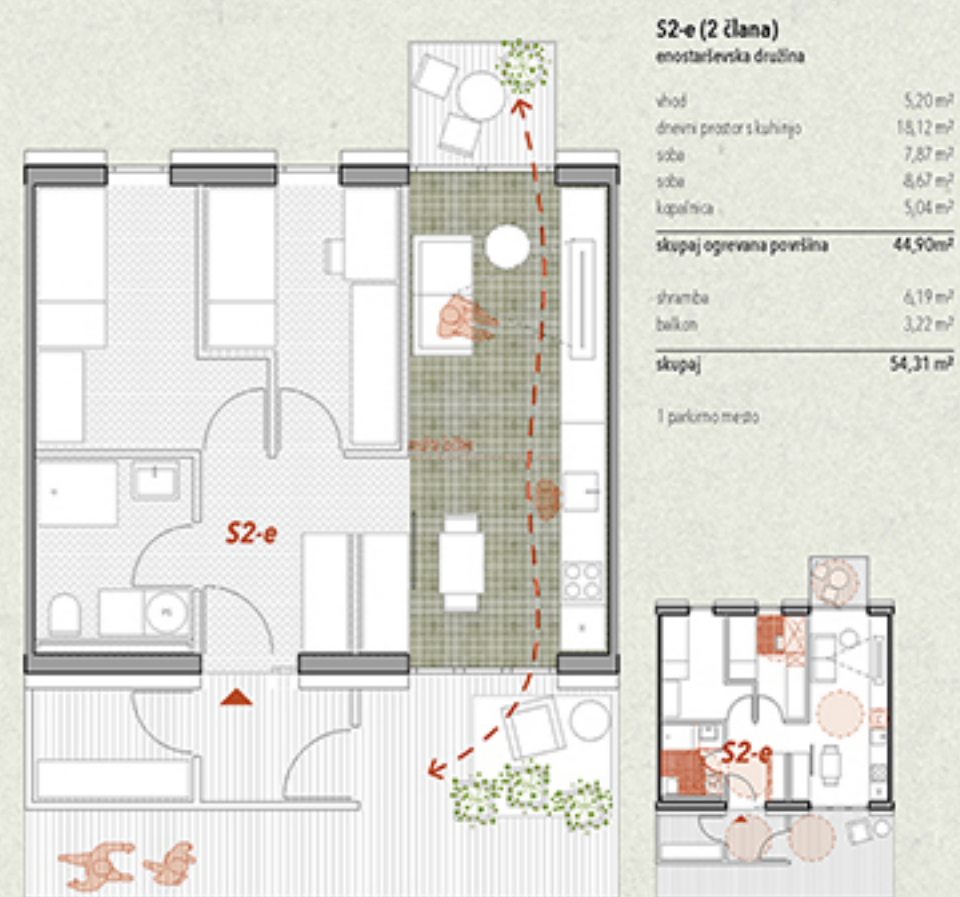 S2-e (2 člana)
enostarševska družina
vhod 5,20 m²
dnevni prostor s kuhinjo 18,12 m²
soba 7,87 m²
soba 8,67 m²
kopalnica 5,04 m²
skupaj ogrevana površina 44,90m²
shramba 6,19 m²
balkon 3,22 m²
skupaj 54,31 m²
1 parkirno mesto
S2-e
S2-e